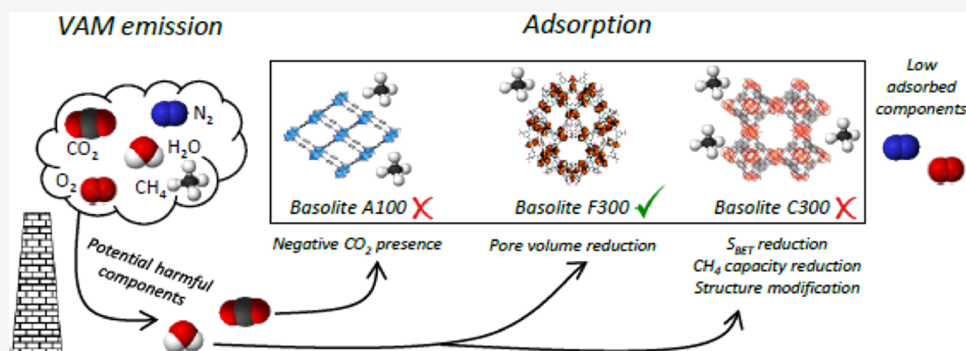 VAM emission
Adsorption
CO₂
N₂
H₂O
O₂
CH₄
Potential harmful
components
Basolite A100 ✗
Basolite F300 ✓
Basolite C300 ✗
Negative CO₂ presence
Pore volume reduction
S_BET reduction
CH₄ capacity reduction
Structure modification
Low
adsorbed
components